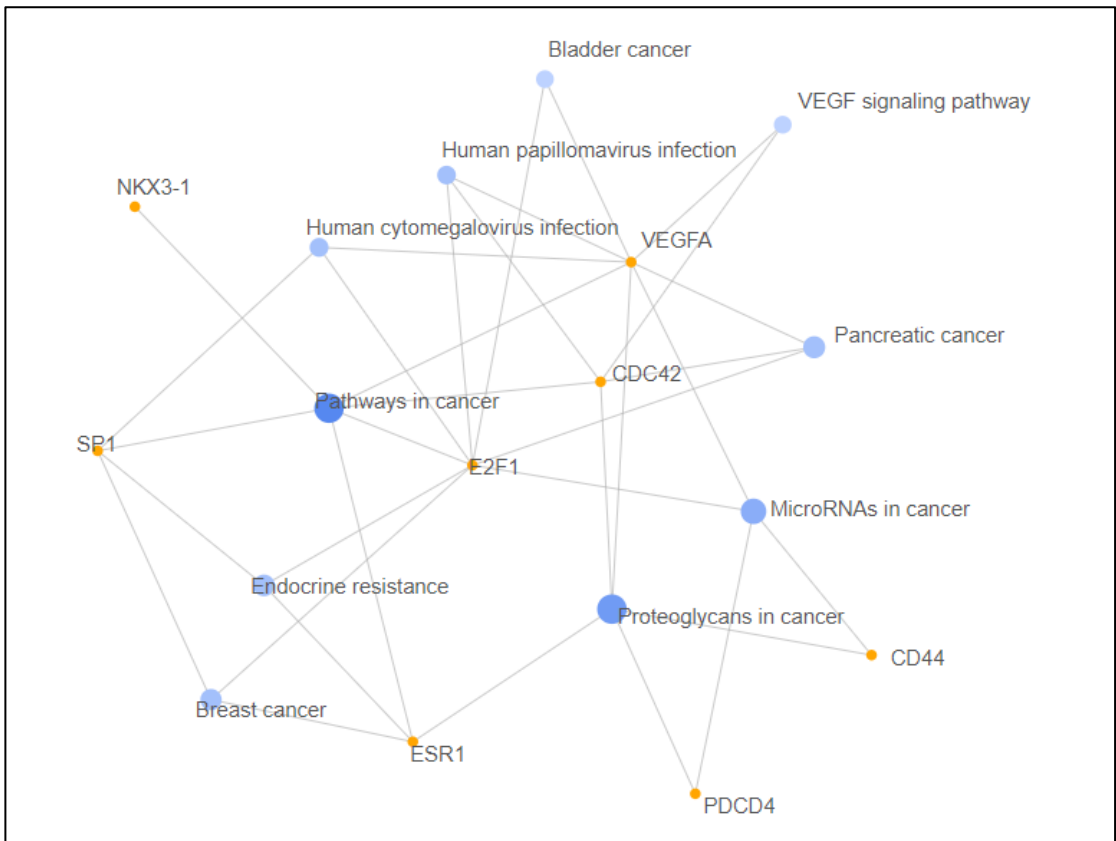 Bladder cancer
VEGF signaling pathway
Human papillomavirus infection
NKX3-1
Human cytomegalovirus infection
VEGFA
Pancreatic cancer
CDC42
Pathways in cancer
SP1
E2F1
MicroRNAs in cancer
Endocrine resistance
Proteoglycans in cancer
CD44
Breast cancer
ESR1
PDCD4